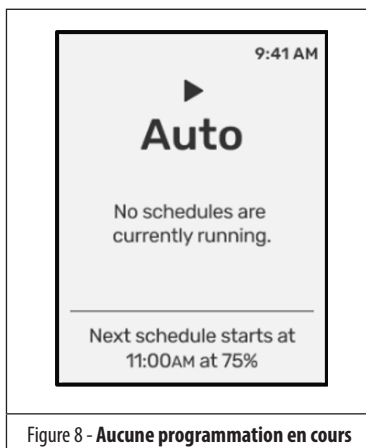 9:41 AM
Auto
No schedules are
currently running.
Next schedule starts at
11:00AM at 75%
Figure 8 - Aucune programmation en cours